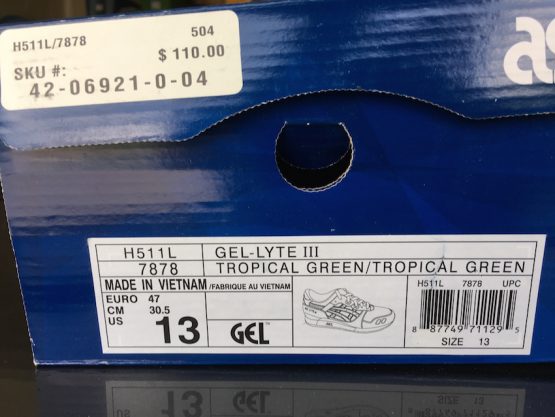 H511L/7878 504
$ 110.00
SKU #:
42-06921-0-04
as
H511L GEL-LYTE III
7878 TROPICAL GREEN/TROPICAL GREEN
MADE IN VIETNAM /FABRIQUE AU VIETNAM
EURO 47
CM 30.5
US 13
GEL™
H511L 7878 UPC
8 87749 71129 5
SIZE 13